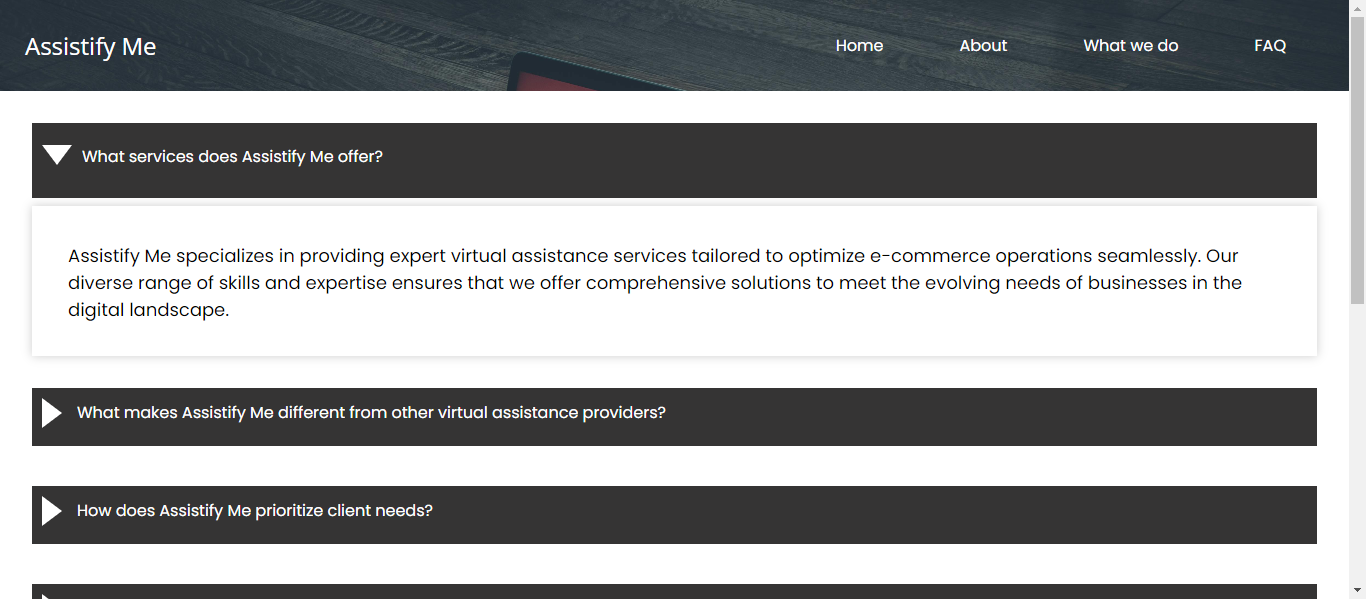 Assistify Me
Home
About
What we do
FAQ
What services does Assistify Me offer?
Assistify Me specializes in providing expert virtual assistance services tailored to optimize e-commerce operations seamlessly. Our
diverse range of skills and expertise ensures that we offer comprehensive solutions to meet the evolving needs of businesses in the
digital landscape.
What makes Assistify Me different from other virtual assistance providers?
How does Assistify Me prioritize client needs?